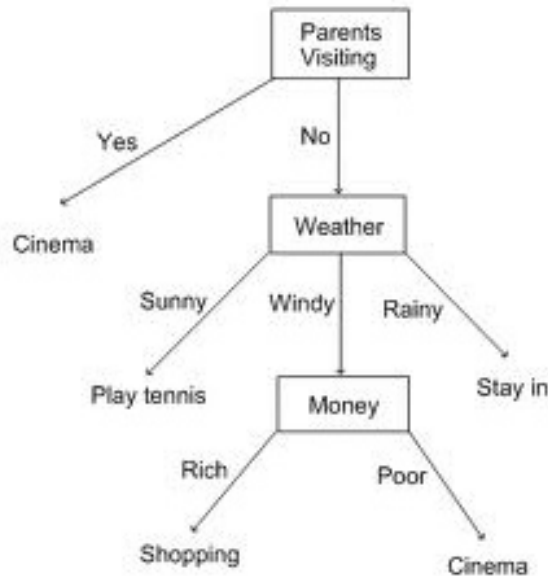 Parents
Visiting
Yes
No
Cinema
Weather
Sunny
Windy
Rainy
Play tennis
Money
Stay in
Rich
Poor
Shopping
Cinema